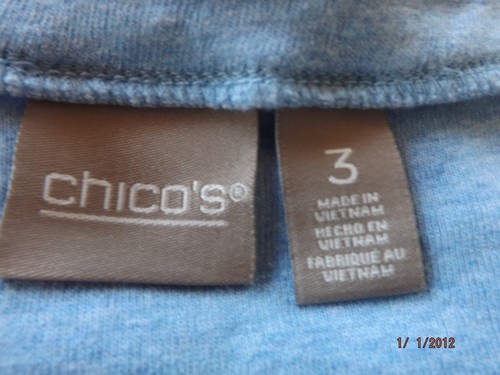 chico's®
3
MADE IN
VIETNAM
HECHO EN
VIETNAM
FABRIQUÉ AU
VIETNAM
1/ 1/2012